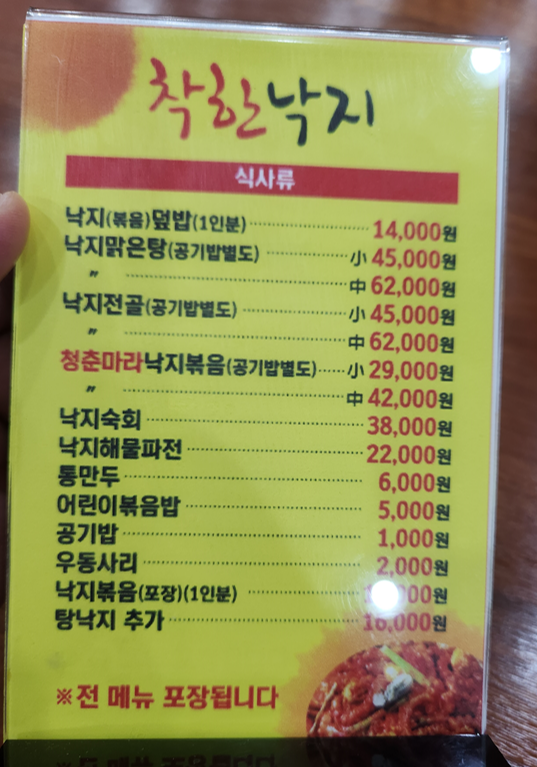 착한낙지
식사류
낙지(볶음)덮밥(1인분) 14,000원
낙지맑은탕(공기밥별도) 小 45,000원
〃 中 62,000원
낙지전골(공기밥별도) 小 45,000원
〃 中 62,000원
청춘마라낙지볶음(공기밥별도) 小 29,000원
〃 中 42,000원
낙지숙회 38,000원
낙지해물파전 22,000원
통만두 6,000원
어린이볶음밥 5,000원
공기밥 1,000원
우동사리 2,000원
낙지볶음(포장)(1인분)
탕낙지 추가 16,000원
※전 메뉴 포장됩니다